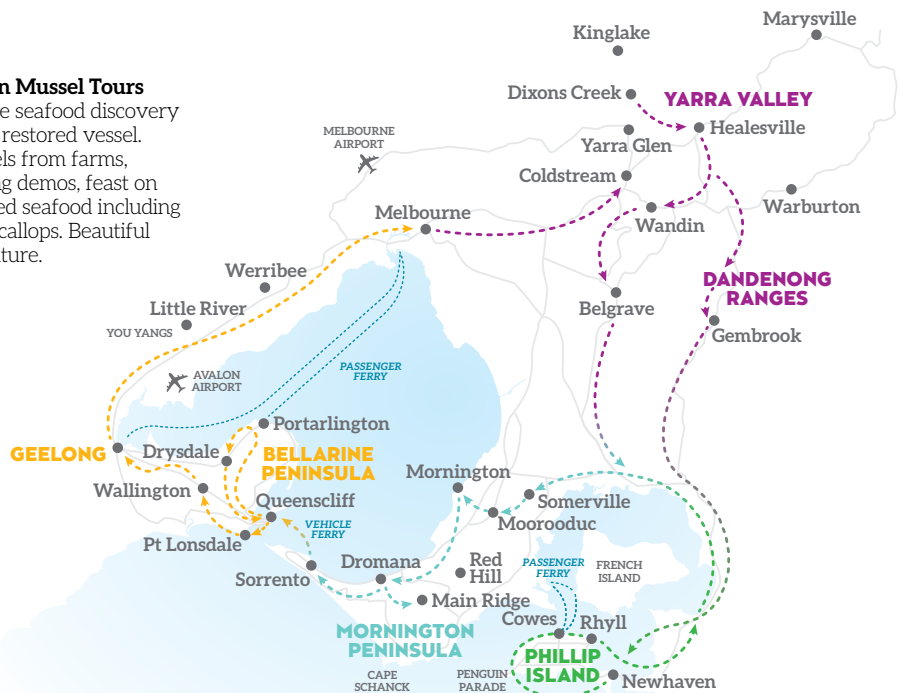 n Mussel Tours
e seafood discovery
restored vessel.
els from farms,
ng demos, feast on
ed seafood including
callops. Beautiful
ture.
Marysville
Kinglake
Dixons Creek
YARRA VALLEY
Healesville
Yarra Glen
MELBOURNE
AIRPORT
Coldstream
Warburton
Wandin
Melbourne
DANDENONG
RANGES
Werribee
Belgrave
Little River
Gembrook
YOU YANGS
PASSENGER
FERRY
AVALON
AIRPORT
Portarlington
GEELONG
Drysdale
BELLARINE
PENINSULA
Mornington
Wallington
Queenscliff
Somerville
Moorooduc
VEHICLE
FERRY
Pt Lonsdale
Dromana
Red
Hill
PASSENGER
FERRY
FRENCH
ISLAND
Sorrento
Main Ridge
Cowes
Rhyll
MORNINGTON
PENINSULA
PHILLIP
ISLAND
CAPE
SCHANCK
PENGUIN
PARADE
Newhaven